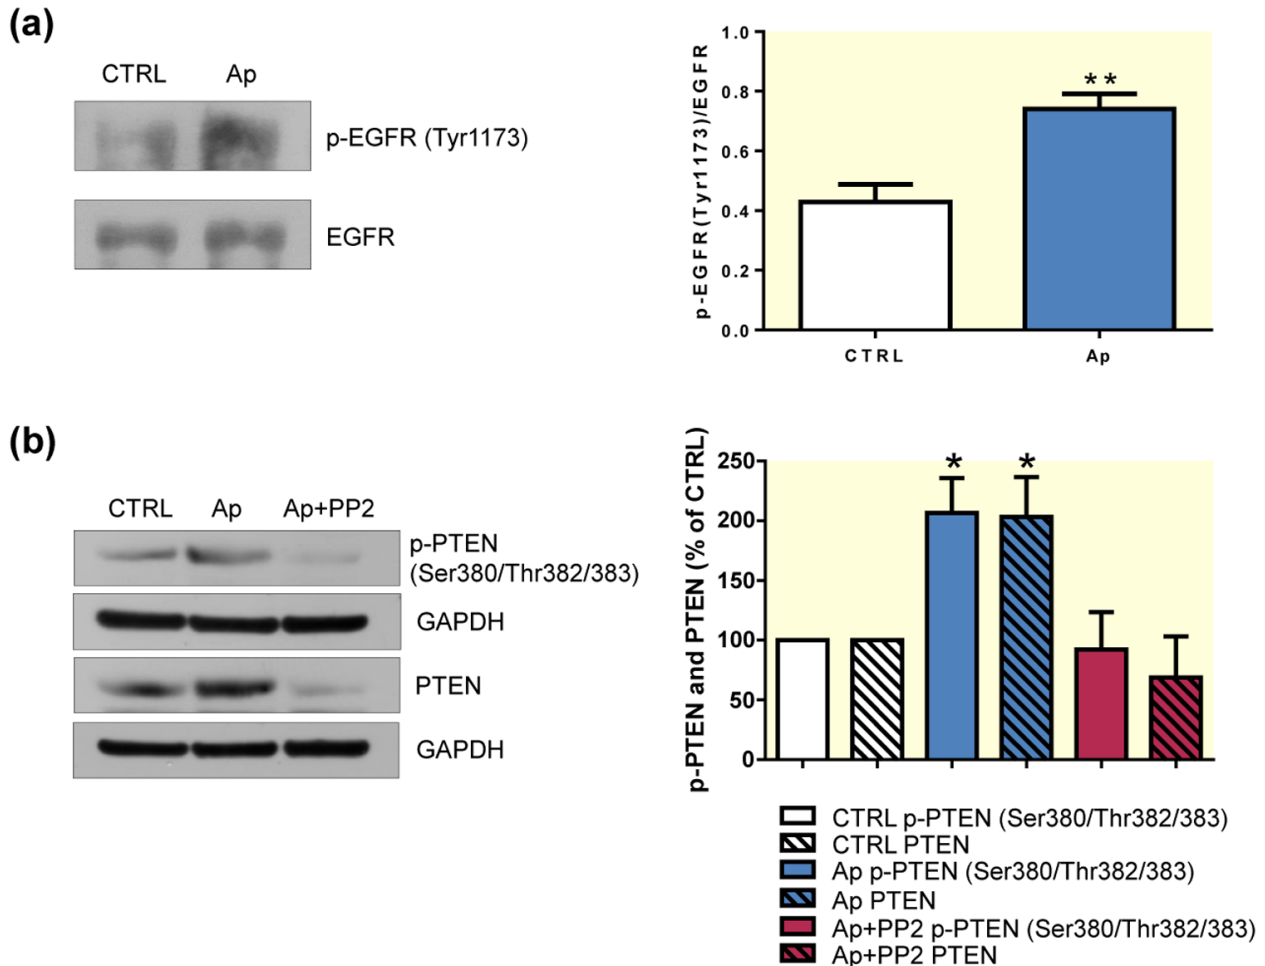 (a)
CTRL Ap
p-EGFR (Tyr1173)
EGFR
p-EGFR(Tyr1173)/EGFR
1.0
0.8
0.6
0.4
0.2
0.0
**
CTRL Ap
(b)
CTRL Ap Ap+PP2
p-PTEN
(Ser380/Thr382/383)
GAPDH
PTEN
GAPDH
p-PTEN and PTEN (% of CTRL)
250
200
150
100
50
0
* *
CTRL p-PTEN (Ser380/Thr382/383)
CTRL PTEN
Ap p-PTEN (Ser380/Thr382/383)
Ap PTEN
Ap+PP2 p-PTEN (Ser380/Thr382/383)
Ap+PP2 PTEN